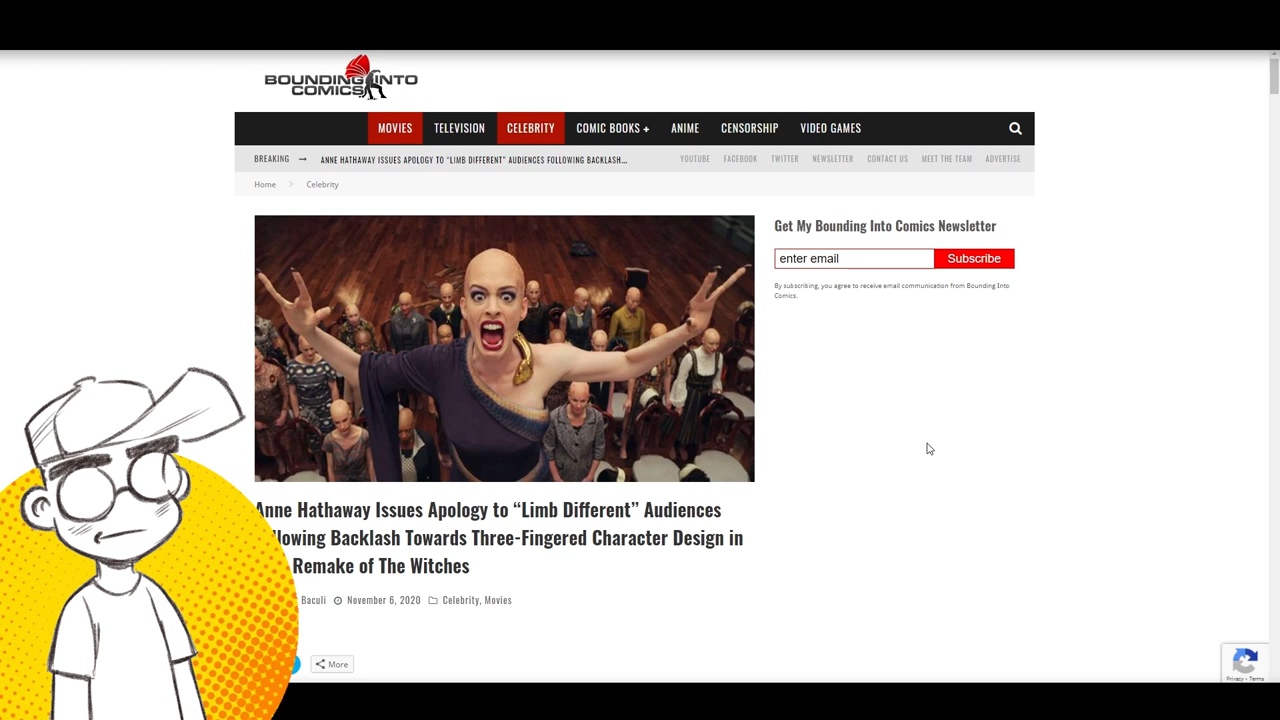 BOUNDING INTO
COMICS
MOVIES TELEVISION CELEBRITY COMIC BOOKS + ANIME CENSORSHIP VIDEO GAMES
BREAKING → ANNE HATHAWAY ISSUES APOLOGY TO “LIMB DIFFERENT” AUDIENCES FOLLOWING BACKLASH... YOUTUBE FACEBOOK TWITTER NEWSLETTER CONTACT US MEET THE TEAM ADVERTISE
Home > Celebrity
Get My Bounding Into Comics Newsletter
enter email Subscribe
By subscribing, you agree to receive email communication from Bounding Into
Comics.
Anne Hathaway Issues Apology to “Limb Different” Audiences
lowing Backlash Towards Three-Fingered Character Design in
Remake of The Witches
Baculi November 6, 2020 Celebrity, Movies
More
Privacy - Terms